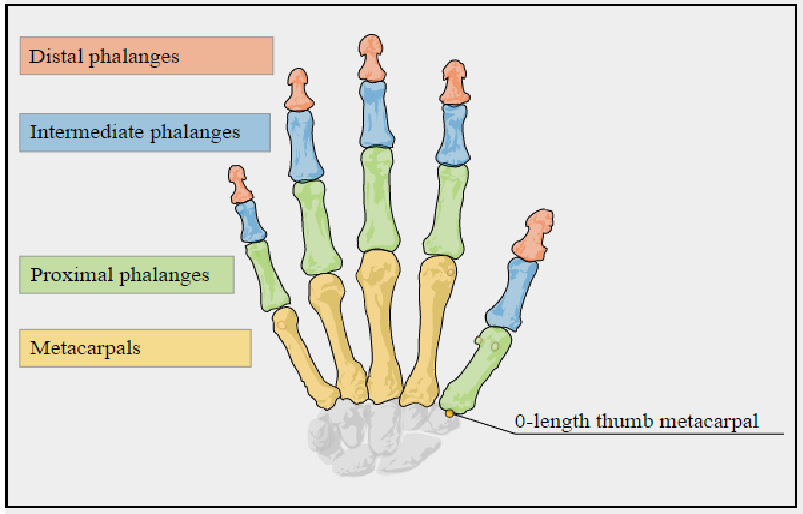 Distal phalanges
Intermediate phalanges
Proximal phalanges
Metacarpals
0-length thumb metacarpal